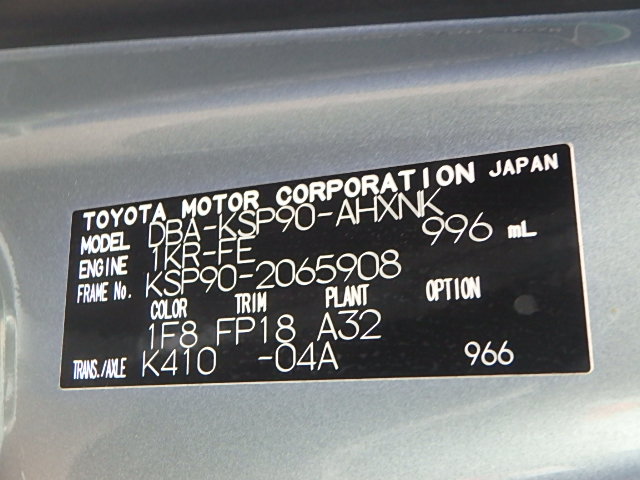 TOYOTA MOTOR CORPORATION JAPAN
MODEL DBA-KSP90-AHXNK
ENGINE 1KR-FE 996 mL
FRAME No. KSP90-2065908
COLOR TRIM PLANT OPTION
1F8 FP18 A32
TRANS./AXLE K410 -04A 966